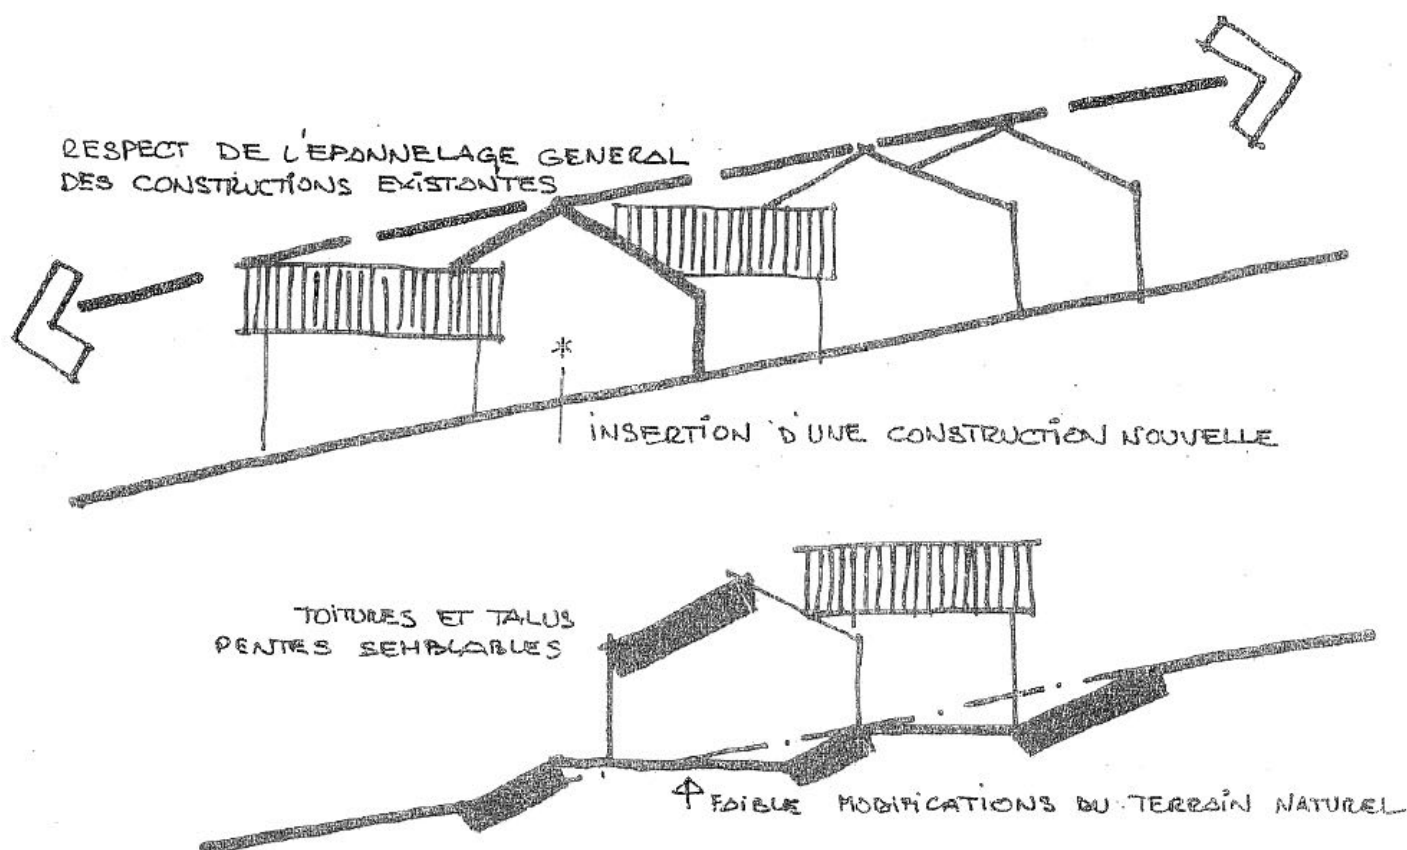 RESPECT DE L'EPANNELAGE GENERAL
DES CONSTRUCTIONS EXISTANTES
*
INSERTION D'UNE CONSTRUCTION NOUVELLE
TOITURES ET TALUS
PENTES SEMBLABLES
FAIBLE MODIFICATIONS DU TERRAIN NATUREL